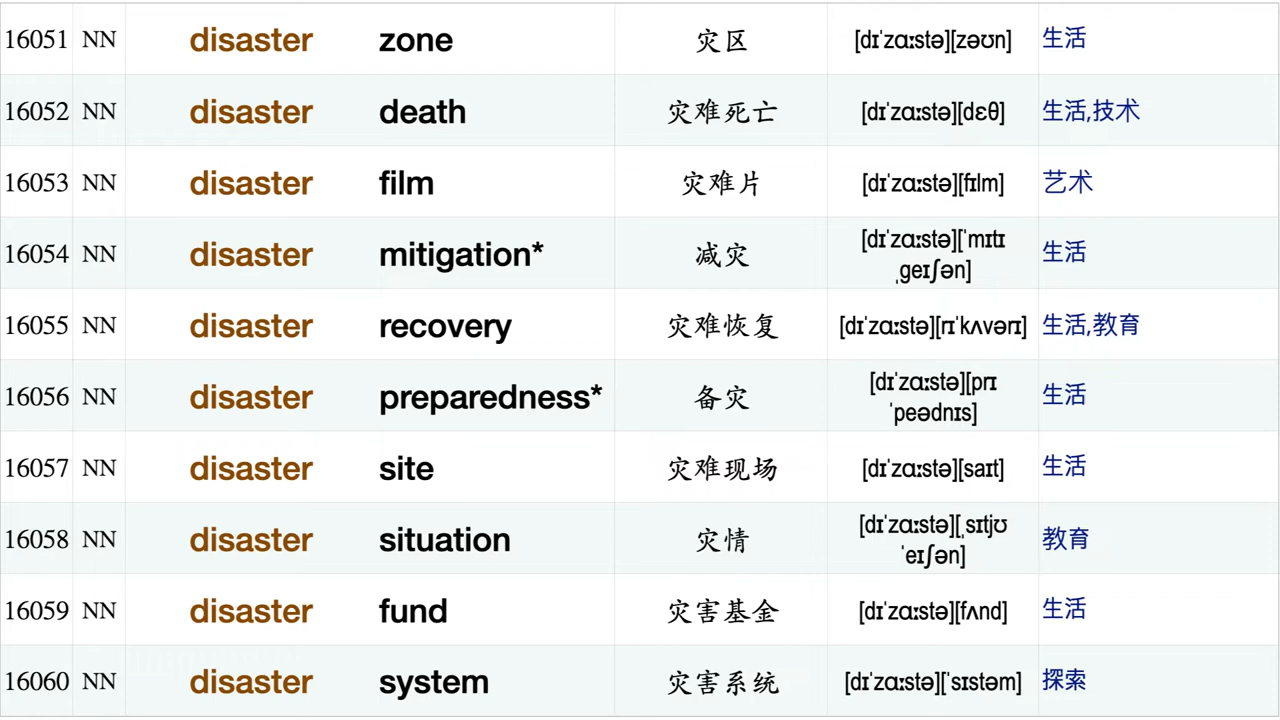 16051 NN disaster zone 灾区 [dɪˈzɑːstə][zəʊn] 生活
16052 NN disaster death 灾难死亡 [dɪˈzɑːstə][dɛθ] 生活,技术
16053 NN disaster film 灾难片 [dɪˈzɑːstə][fɪlm] 艺术
16054 NN disaster mitigation* 减灾 [dɪˈzɑːstə][ˈmɪtɪ
ˌgeɪʃən] 生活
16055 NN disaster recovery 灾难恢复 [dɪˈzɑːstə][rɪˈkʌvərɪ] 生活,教育
16056 NN disaster preparedness* 备灾 [dɪˈzɑːstə][prɪ
ˈpeədnɪs] 生活
16057 NN disaster site 灾难现场 [dɪˈzɑːstə][saɪt] 生活
16058 NN disaster situation 灾情 [dɪˈzɑːstə][ˌsɪtjʊ
ˈeɪʃən] 教育
16059 NN disaster fund 灾害基金 [dɪˈzɑːstə][fʌnd] 生活
16060 NN disaster system 灾害系统 [dɪˈzɑːstə][ˈsɪstəm] 探索